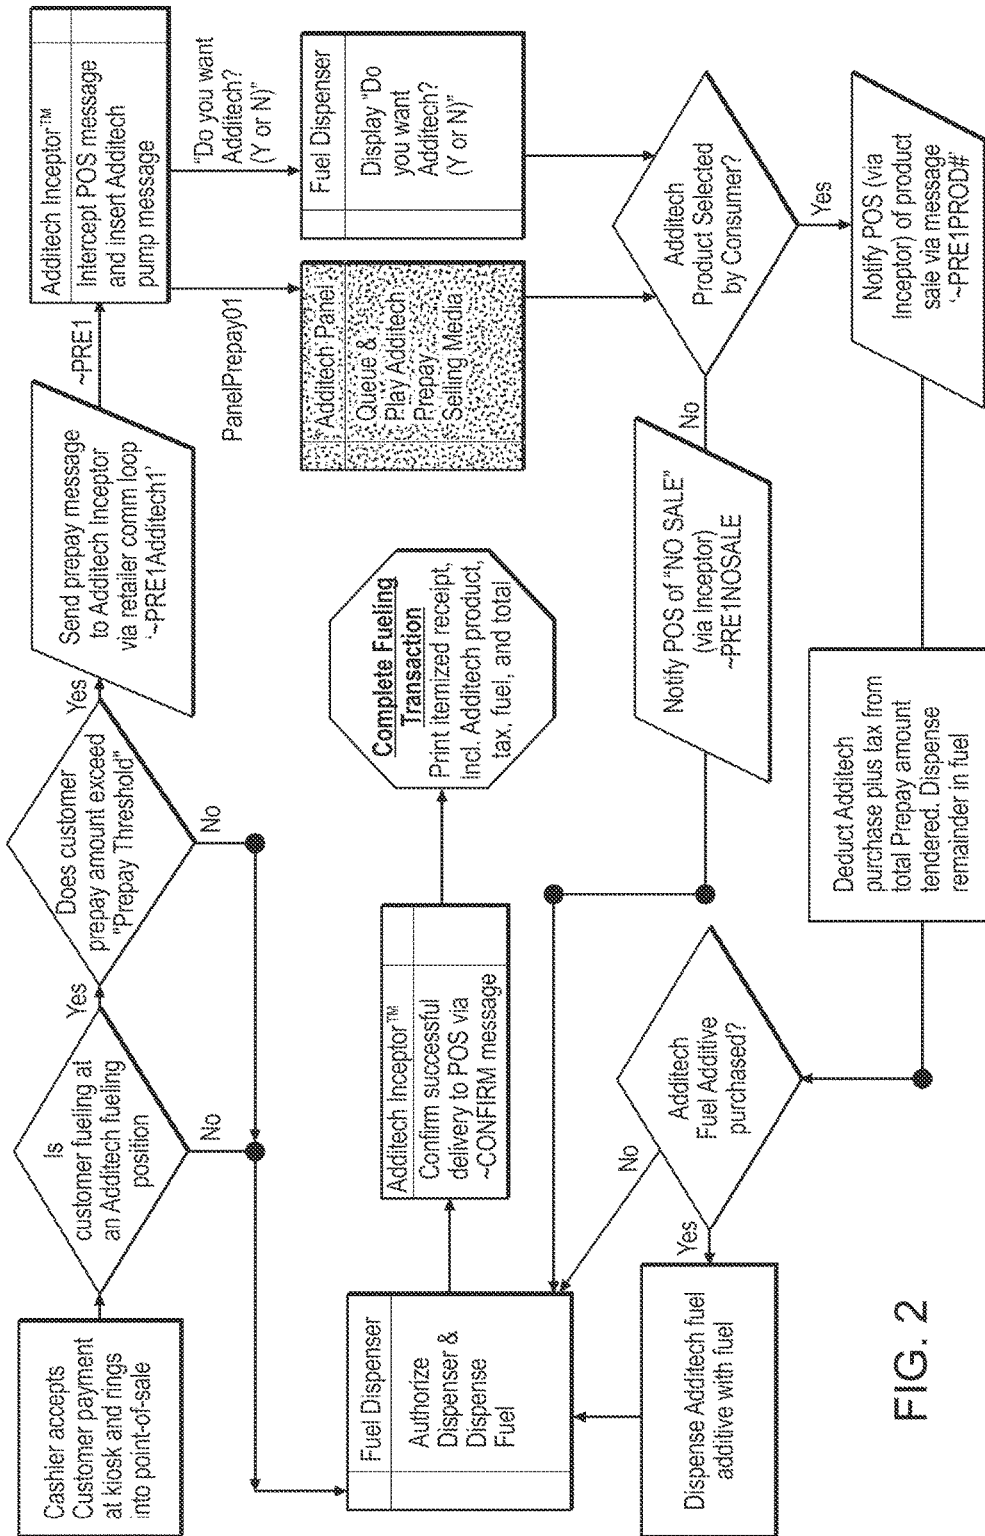 Cashier accepts
Customer payment
at kiosk and rings
into point-of-sale
Is
customer fueling at
an Additech fueling
position
Yes
No
Does customer
prepay amount exceed
"Prepay Threshold"
Yes
No
Send prepay message
to Additech Inceptor
via retailer comm loop
'~PRE1Additech1'
~PRE1
Additech Inceptor™
Intercept POS message
and insert Additech
pump message
PanelPrepay01
"Do you want
Additech?
(Y or N)"
Additech Panel
Queue &
Play Additech
Prepay
Selling Media
Fuel Dispenser
Display "Do
you want
Additech?
(Y or N)"
Additech
Product Selected
by Consumer?
No
Yes
Notify POS of "NO SALE"
(via Inceptor)
~PRE1NOSALE
Notify POS (via
Inceptor) of product
sale via message
'~PRE1PROD#'
Deduct Additech
purchase plus tax from
total Prepay amount
tendered. Dispense
remainder in fuel
Additech
Fuel Additive
purchased?
No
Yes
Dispense Additech fuel
additive with fuel
Fuel Dispenser
Authorize
Dispenser &
Dispense
Fuel
Additech Inceptor™
Confirm successful
delivery to POS via
~CONFIRM message
Complete Fueling
Transaction
Print itemized receipt,
incl. Additech product,
tax, fuel, and total
FIG. 2